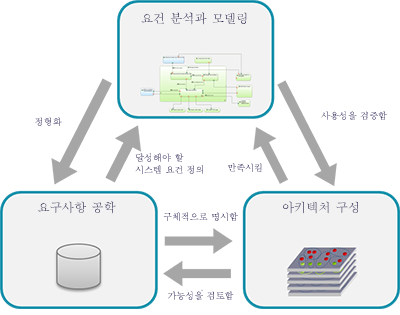 요건 분석과 모델링
정형화
사용성을 검증함
달성해야 할
시스템 요건 정의
만족시킴
요구사항 공학
구체적으로 명시함
아키텍처 구성
가능성을 검토함